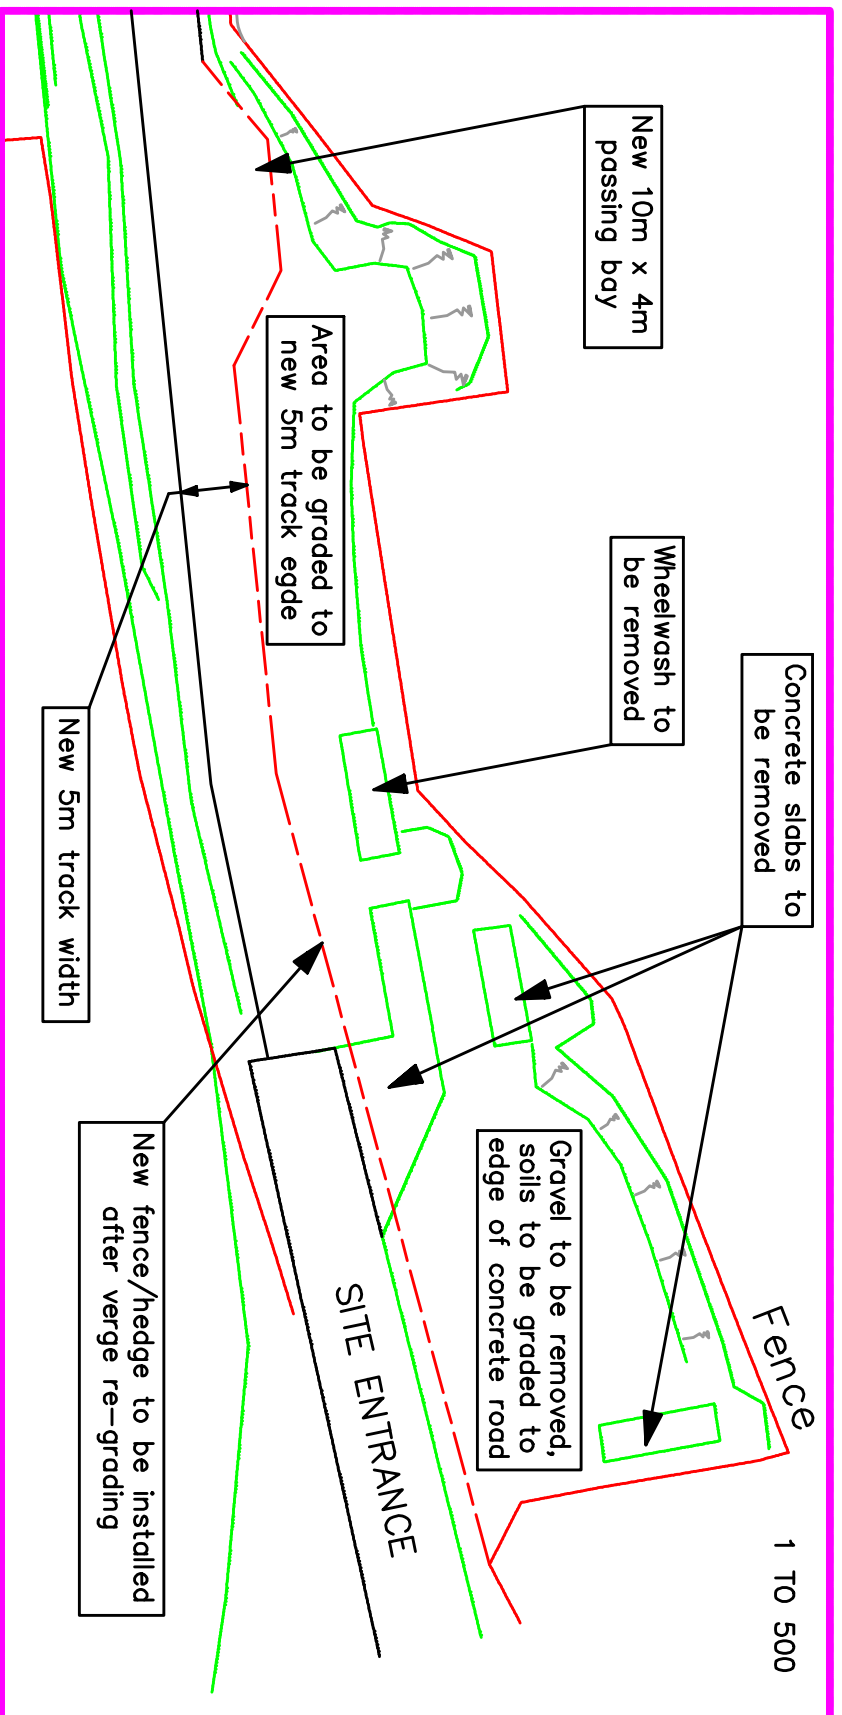 New 10m x 4m
passing bay
Area to be graded to
new 5m track egde
Wheelwash to
be removed
Concrete slabs to
be removed
New 5m track width
New fence/hedge to be installed
after verge re-grading
Gravel to be removed,
soils to be graded to
edge of concrete road
SITE ENTRANCE
Fence
1 TO 500